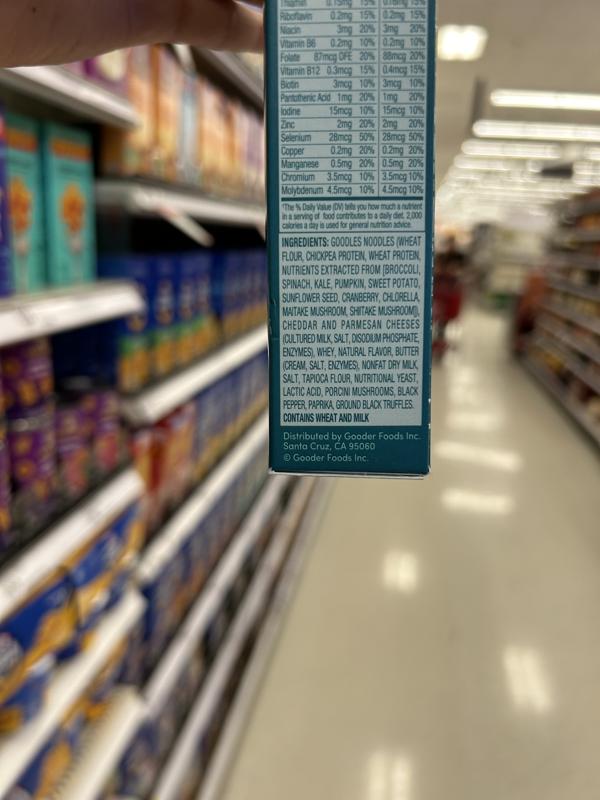 Thiamin 0.15mg 15% 0.16mg 15%
Riboflavin 0.2mg 15% 0.2mg 15%
Niacin 3mg 20% 3mg 20%
Vitamin B6 0.2mg 10% 0.2mg 10%
Folate 87mcg DFE 20% 88mcg 20%
Vitamin B12 0.3mcg 15% 0.4mcg 15%
Biotin 3mcg 10% 3mcg 10%
Pantothenic Acid 1mg 20% 1mg 20%
Iodine 15mcg 10% 15mcg 10%
Zinc 2mg 20% 2mg 20%
Selenium 28mcg 50% 28mcg 50%
Copper 0.2mg 20% 0.2mg 20%
Manganese 0.5mg 20% 0.5mg 20%
Chromium 3.5mcg 10% 3.5mcg 10%
Molybdenum 4.5mcg 10% 4.5mcg 10%
*The % Daily Value (DV) tells you how much a nutrient
in a serving of food contributes to a daily diet. 2,000
calories a day is used for general nutrition advice.
INGREDIENTS: GOODLES NOODLES (WHEAT
FLOUR, CHICKPEA PROTEIN, WHEAT PROTEIN,
NUTRIENTS EXTRACTED FROM [BROCCOLI,
SPINACH, KALE, PUMPKIN, SWEET POTATO,
SUNFLOWER SEED, CRANBERRY, CHLORELLA,
MAITAKE MUSHROOM, SHIITAKE MUSHROOM]),
CHEDDAR AND PARMESAN CHEESES
(CULTURED MILK, SALT, DISODIUM PHOSPHATE,
ENZYMES), WHEY, NATURAL FLAVOR, BUTTER
(CREAM, SALT, ENZYMES), NONFAT DRY MILK,
SALT, TAPIOCA FLOUR, NUTRITIONAL YEAST,
LACTIC ACID, PORCINI MUSHROOMS, BLACK
PEPPER, PAPRIKA, GROUND BLACK TRUFFLES.
CONTAINS WHEAT AND MILK
Distributed by Gooder Foods Inc.
Santa Cruz, CA 95060
© Gooder Foods Inc.